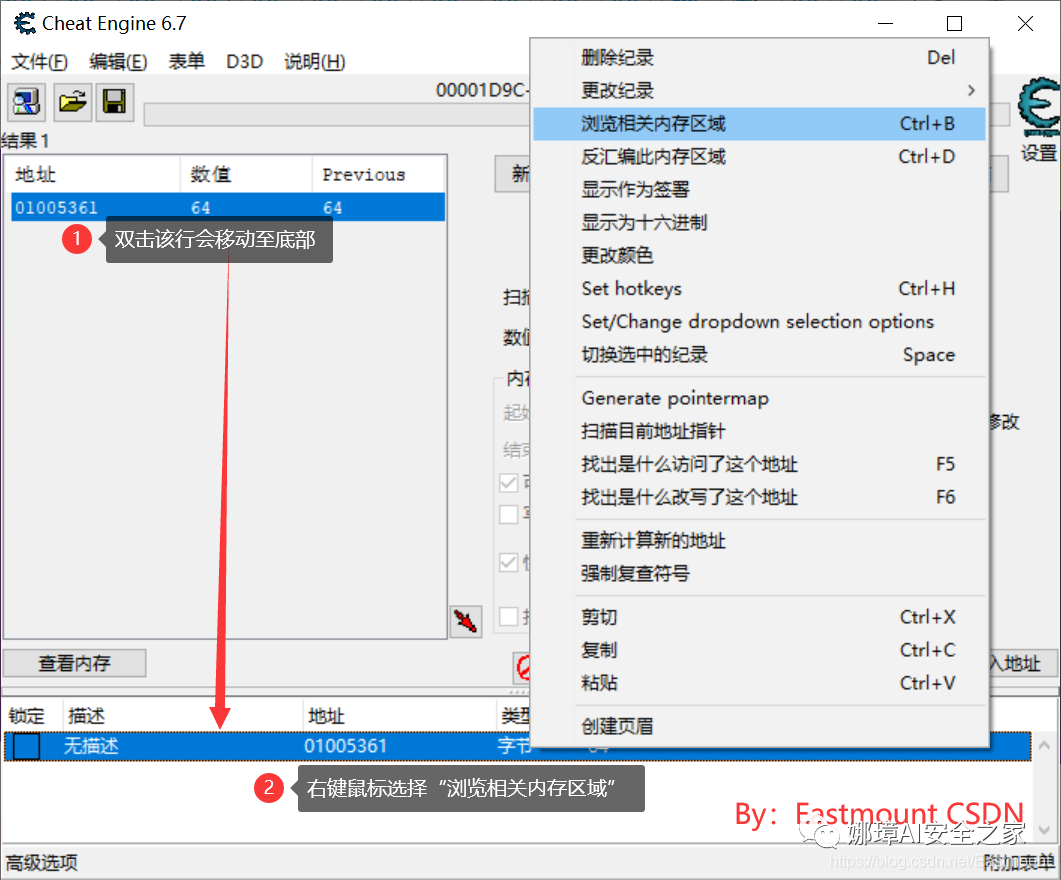 Cheat Engine 6.7
文件(F) 编辑(E) 表单 D3D 说明(H)
00001D9C-
设置
结果 1
地址 数值 Previous
01005361 64 64
1 双击该行会移动至底部
新
扫描
数值
内存
起始
结束
查看内存
删除纪录 Del
更改纪录
浏览相关内存区域 Ctrl+B
反汇编此内存区域 Ctrl+D
显示作为签署
显示为十六进制
更改颜色
Set hotkeys Ctrl+H
Set/Change dropdown selection options
切换选中的纪录 Space
Generate pointermap
扫描目前地址指针
找出是什么访问了这个地址 F5
找出是什么改写了这个地址 F6
重新计算新的地址
强制复查符号
剪切 Ctrl+X
复制 Ctrl+C
粘贴 Ctrl+V
创建页眉
修改
入地址
锁定 描述 地址 类型
无描述 01005361 字节 64
2 右键鼠标选择“浏览相关内存区域”
By：Eastmount CSDN
娜璋AI安全之家
高级选项
附加表单